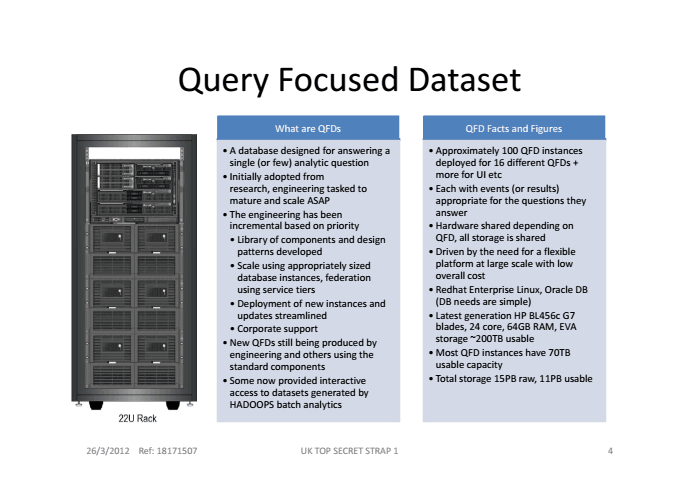 Query Focused Dataset
What are QFDs
• A database designed for answering a
single (or few) analytic question
• Initially adopted from
research, engineering tasked to
mature and scale ASAP
• The engineering has been
incremental based on priority
• Library of components and design
patterns developed
• Scale using appropriately sized
database instances, federation
using service tiers
• Deployment of new instances and
updates streamlined
• Corporate support
• New QFDs still being produced by
engineering and others using the
standard components
• Some now provided interactive
access to datasets generated by
HADOOPS batch analytics
QFD Facts and Figures
• Approximately 100 QFD instances
deployed for 16 different QFDs +
more for UI etc
• Each with events (or results)
appropriate for the questions they
answer
• Hardware shared depending on
QFD, all storage is shared
• Driven by the need for a flexible
platform at large scale with low
overall cost
• Redhat Enterprise Linux, Oracle DB
(DB needs are simple)
• Latest generation HP BL456c G7
blades, 24 core, 64GB RAM, EVA
storage ~200TB usable
• Most QFD instances have 70TB
usable capacity
• Total storage 15PB raw, 11PB usable
22U Rack
26/3/2012 Ref: 18171507
UK TOP SECRET STRAP 1
4